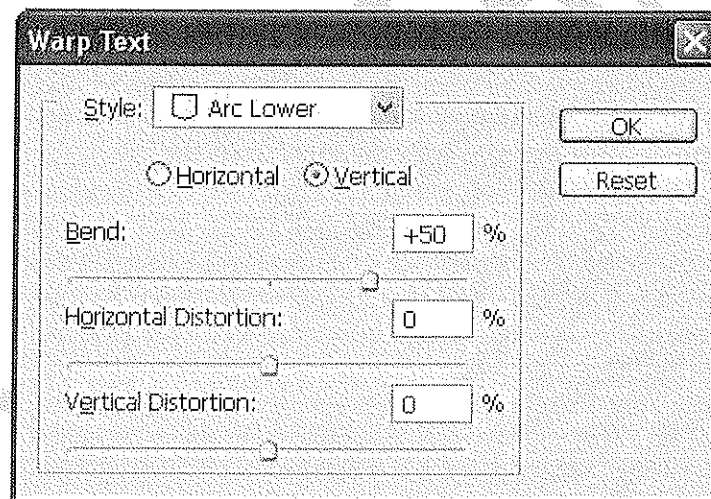 Warp Text
Style: Arc Lower
OK
Horizontal Vertical
Reset
Bend: +50 %
Horizontal Distortion: 0 %
Vertical Distortion: 0 %